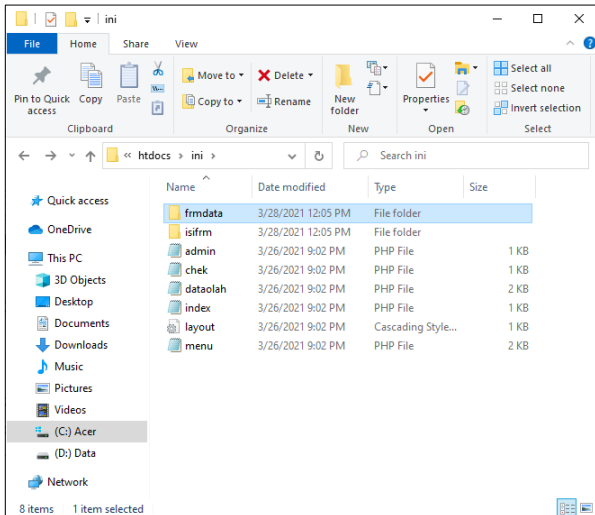 ini
File Home Share View
Pin to Quick access Copy Paste Move to Copy to Delete Rename New folder Properties Select all Select none Invert selection
Clipboard Organize New Open Select
« htdocs › ini › Search ini
Name Date modified Type Size
Quick access
OneDrive
This PC
3D Objects
Desktop
Documents
Downloads
Music
Pictures
Videos
(C:) Acer
(D:) Data
Network
frmdata 3/28/2021 12:05 PM File folder
isifrm 3/28/2021 12:05 PM File folder
admin 3/26/2021 9:02 PM PHP File 1 KB
chek 3/26/2021 9:02 PM PHP File 1 KB
dataolah 3/26/2021 9:02 PM PHP File 2 KB
index 3/26/2021 9:02 PM PHP File 1 KB
layout 3/26/2021 9:02 PM Cascading Style... 1 KB
menu 3/26/2021 9:02 PM PHP File 2 KB
8 items 1 item selected